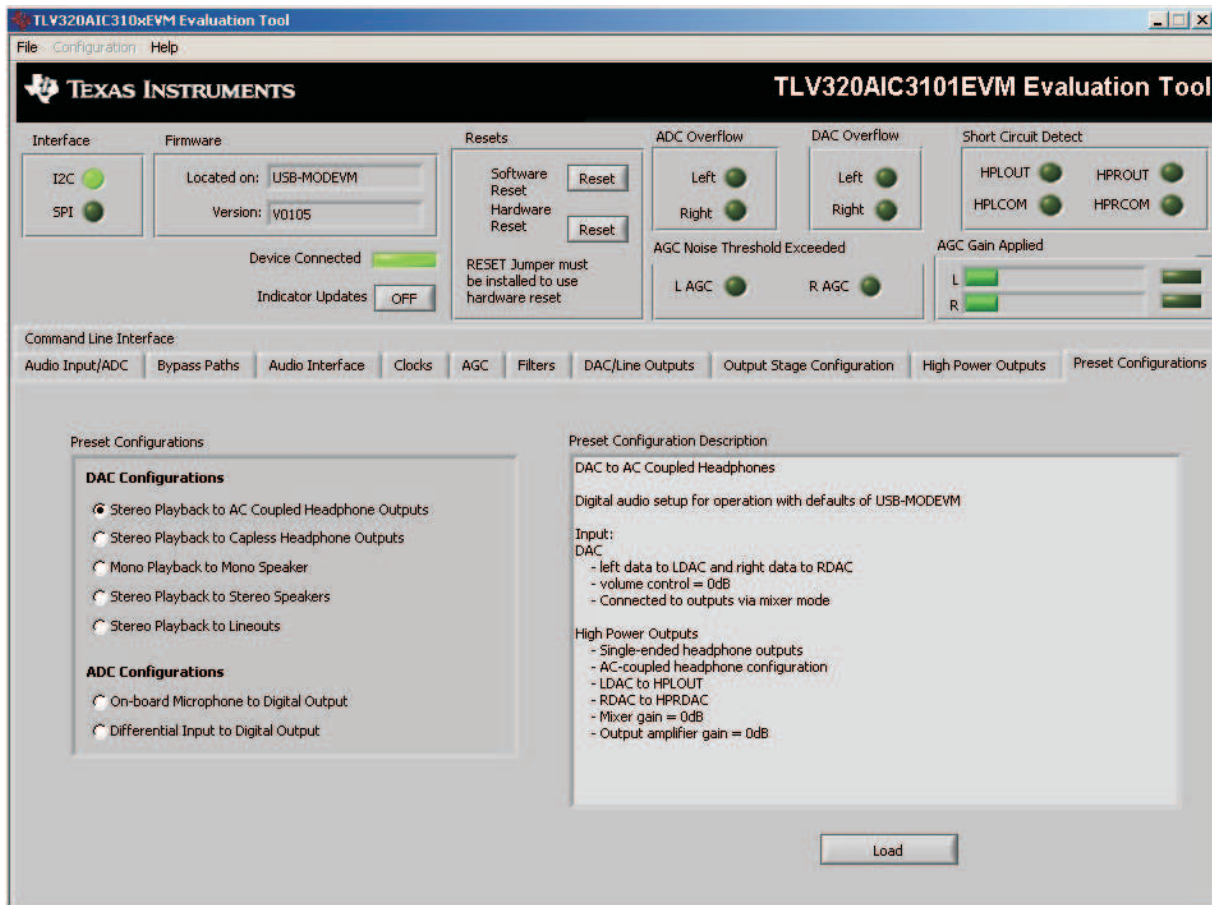 TLV320AIC310xEVM Evaluation Tool
File Configuration Help
TEXAS INSTRUMENTS
TLV320AIC3101EVM Evaluation Tool
Interface
I2C
SPI
Firmware
Located on: USB-MODEVM
Version: V0105
Device Connected
Indicator Updates OFF
Resets
Software
Reset
Reset
Hardware
Reset
Reset
RESET Jumper must
be installed to use
hardware reset
ADC Overflow
Left
Right
DAC Overflow
Left
Right
Short Circuit Detect
HPLOUT HPROUT
HPLCOM HPRCOM
AGC Noise Threshold Exceeded
L AGC R AGC
AGC Gain Applied
L
R
Command Line Interface
Audio Input/ADC Bypass Paths Audio Interface Clocks AGC Filters DAC/Line Outputs Output Stage Configuration High Power Outputs Preset Configurations
Preset Configurations
DAC Configurations
Stereo Playback to AC Coupled Headphone Outputs
Stereo Playback to Capless Headphone Outputs
Mono Playback to Mono Speaker
Stereo Playback to Stereo Speakers
Stereo Playback to Lineouts
ADC Configurations
On-board Microphone to Digital Output
Differential Input to Digital Output
Preset Configuration Description
DAC to AC Coupled Headphones
Digital audio setup for operation with defaults of USB-MODEVM
Input:
DAC
- left data to LDAC and right data to RDAC
- volume control = 0dB
- Connected to outputs via mixer mode
High Power Outputs
- Single-ended headphone outputs
- AC-coupled headphone configuration
- LDAC to HPLOUT
- RDAC to HPRDAC
- Mixer gain = 0dB
- Output amplifier gain = 0dB
Load